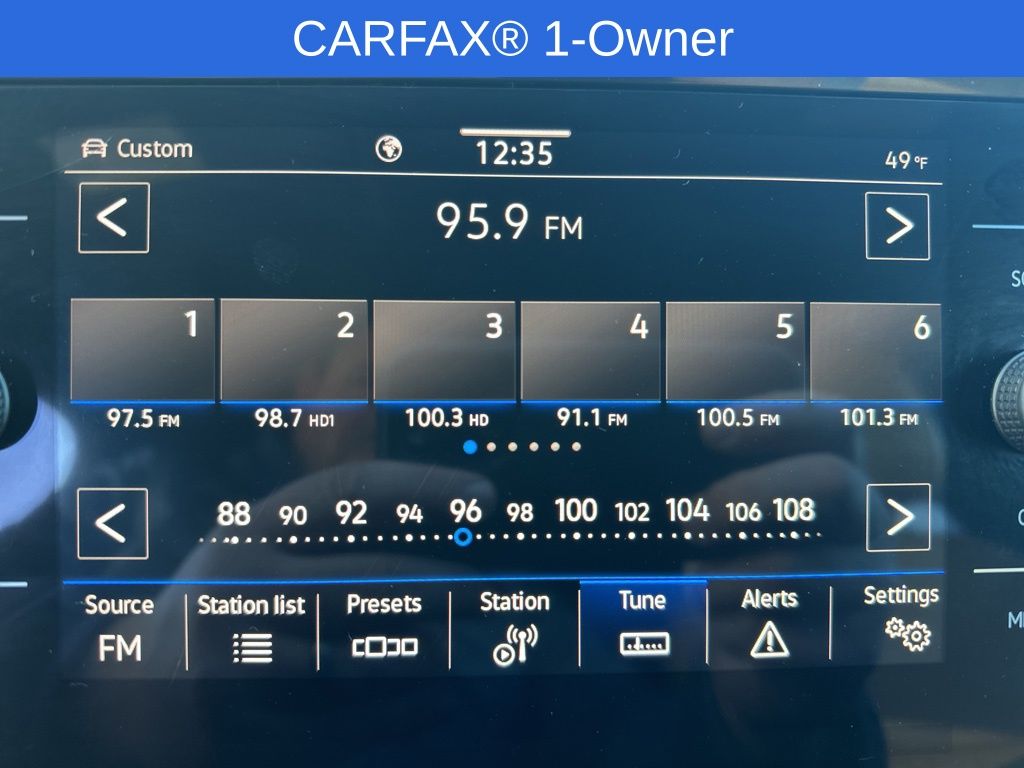 CARFAX® 1-Owner
Custom 12:35 49 °F
< 95.9 FM >
1 2 3 4 5 6
97.5 FM 98.7 HD1 100.3 HD 91.1 FM 100.5 FM 101.3 FM
< 88 90 92 94 96 98 100 102 104 106 108 >
Source Station list Presets Station Tune Alerts Settings
FM